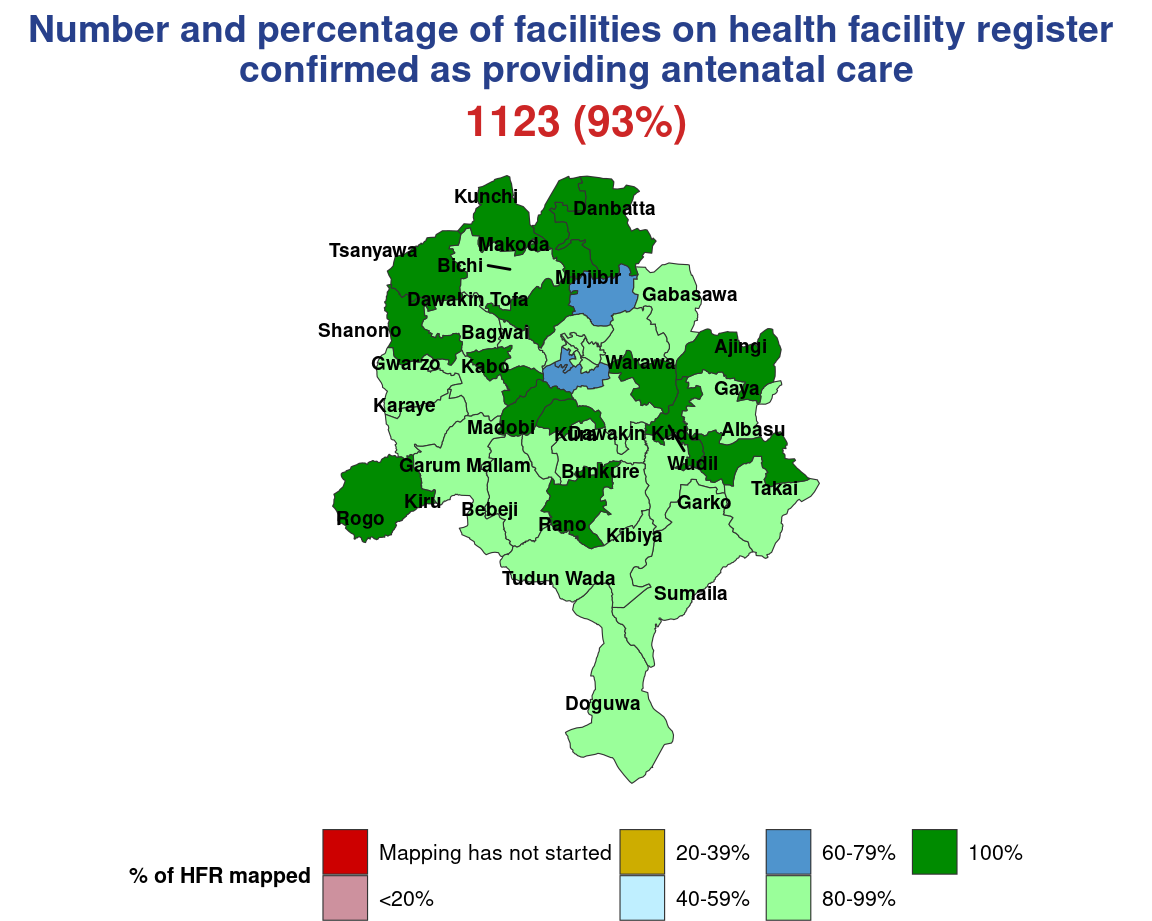 Number and percentage of facilities on health facility register
confirmed as providing antenatal care
1123 (93%)
Kunchi
Danbatta
Tsanyawa
Makoda
Bichi
Minjibir
Gabasawa
Dawakin Tofa
Shanono
Bagwai
Ajingi
Gwarzo
Kabo
Warawa
Gaya
Karaye
Madobi
Kura
Dawakin Kudu
Albasu
Garum Mallam
Bunkure
Wudil
Takai
Kiru
Garko
Bebeji
Rogo
Rano
Kibiya
Tudun Wada
Sumaila
Doguwa
% of HFR mapped
Mapping has not started
<20%
20-39%
40-59%
60-79%
80-99%
100%